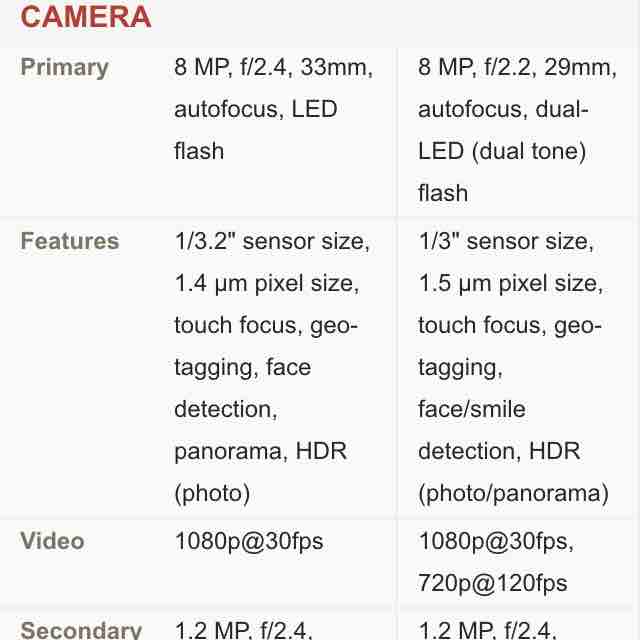 CAMERA
Primary
8 MP, f/2.4, 33mm,
autofocus, LED
flash
8 MP, f/2.2, 29mm,
autofocus, dual-
LED (dual tone)
flash
Features
1/3.2" sensor size,
1.4 µm pixel size,
touch focus, geo-
tagging, face
detection,
panorama, HDR
(photo)
1/3" sensor size,
1.5 µm pixel size,
touch focus, geo-
tagging,
face/smile
detection, HDR
(photo/panorama)
Video
1080p@30fps
1080p@30fps,
720p@120fps
Secondary
1.2 MP, f/2.4,
1.2 MP, f/2.4,